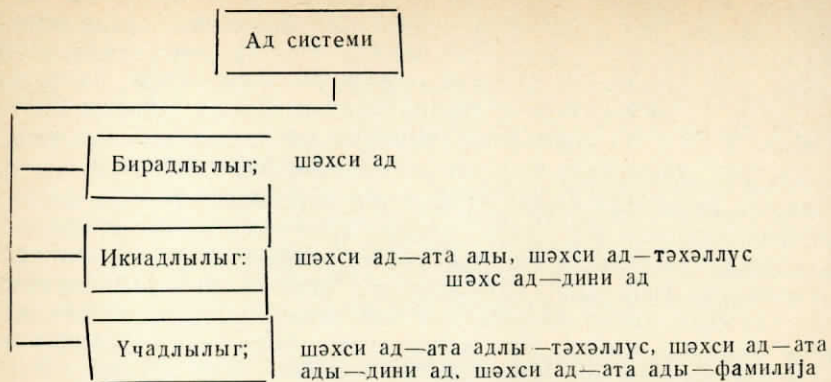 Ад системи
Бирадлылыг; шәхси ад
Икиадлылыг: шәхси ад—ата ады, шәхси ад—тәхәллүс
шәхс ад—дини ад
Үчадлылыг; шәхси ад—ата адлы —тәхәллүс, шәхси ад—ата
ады—дини ад, шәхси ад—ата ады—фамилија